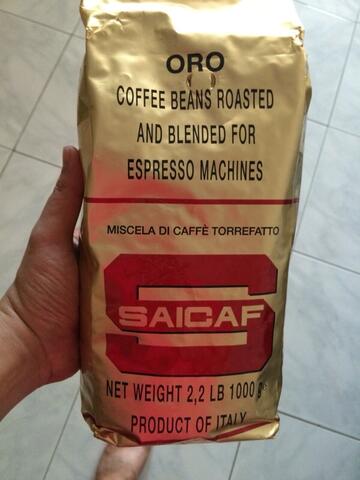 ORO
COFFEE BEANS ROASTED
AND BLENDED FOR
ESPRESSO MACHINES
MISCELA DI CAFFÈ TORREFATTO
SAICAF
NET WEIGHT 2,2 LB 1000 g e
PRODUCT OF ITALY